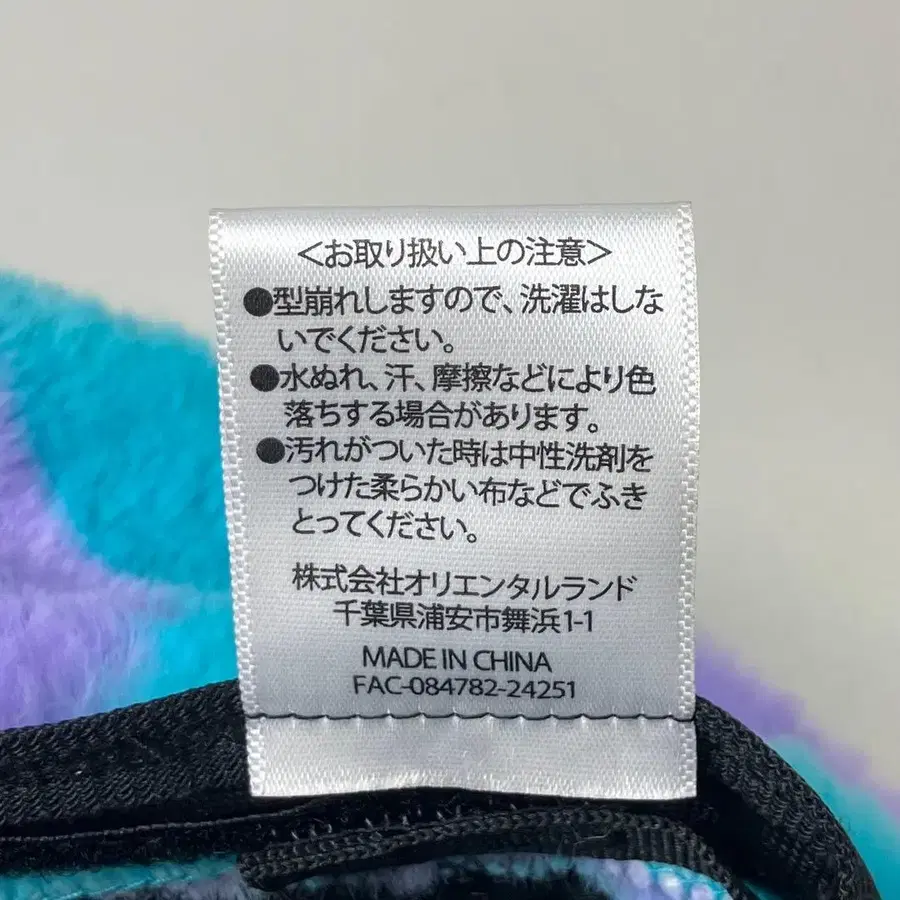 <お取り扱い上の注意>
●型崩れしますので、洗濯はしな
いでください。
●水ぬれ、汗、摩擦などにより色
落ちする場合があります。
●汚れがついた時は中性洗剤を
つけた柔らかい布などでふき
とってください。
株式会社オリエンタルランド
千葉県浦安市舞浜1-1
MADE IN CHINA
FAC-084782-24251